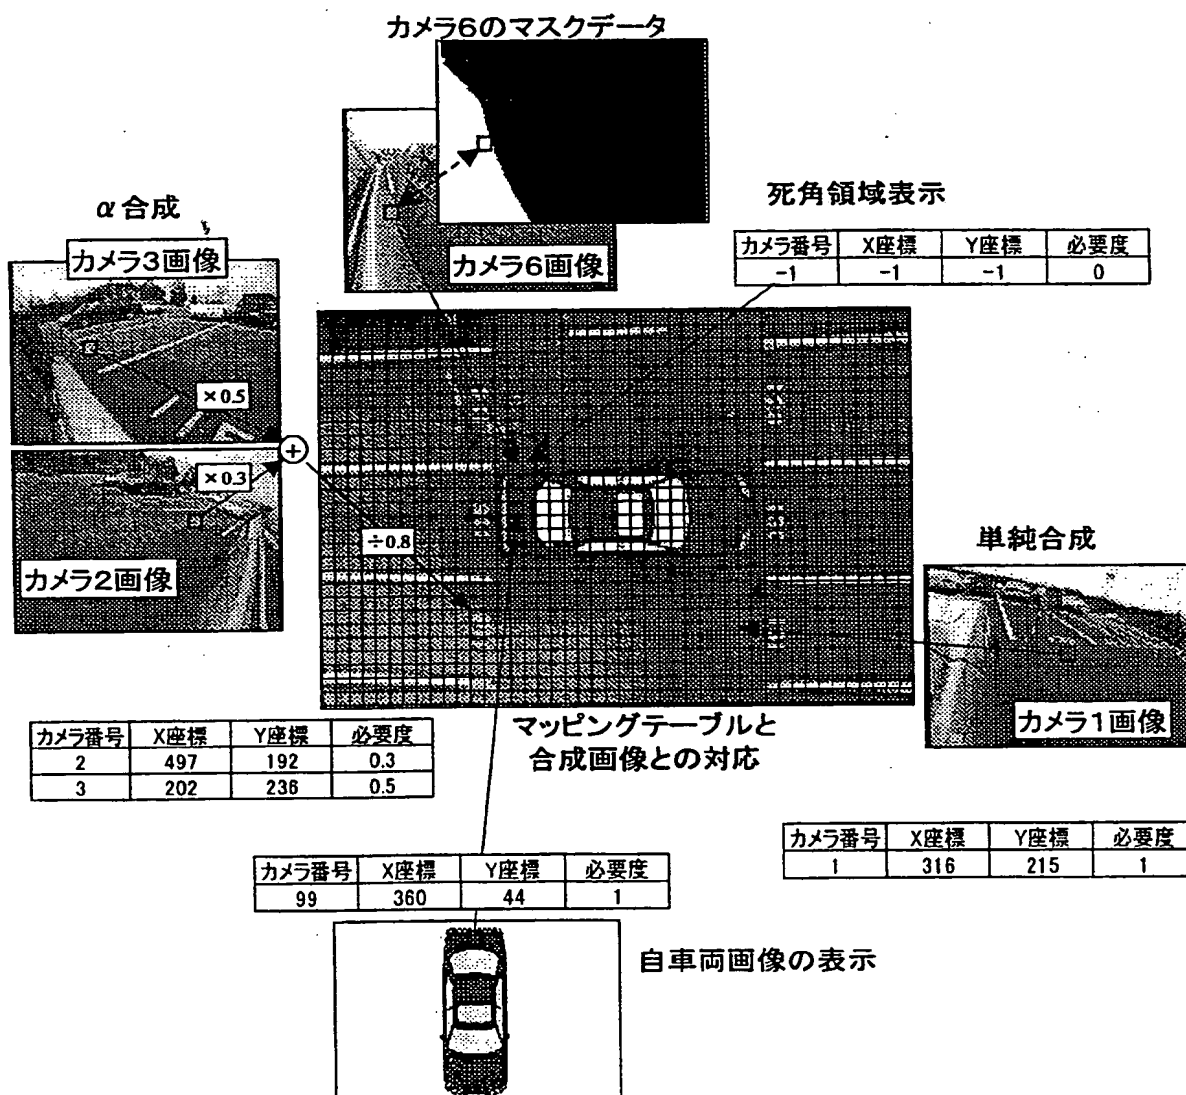 カメラ6のマスクデータ
カメラ6画像
α合成
カメラ3画像
×0.5
×0.3
カメラ2画像
÷0.8
死角領域表示
カメラ番号 X座標 Y座標 必要度
-1 -1 -1 0
単純合成
カメラ1画像
マッピングテーブルと
合成画像との対応
カメラ番号 X座標 Y座標 必要度
2 497 192 0.3
3 202 236 0.5
カメラ番号 X座標 Y座標 必要度
1 316 215 1
カメラ番号 X座標 Y座標 必要度
99 360 44 1
自車両画像の表示